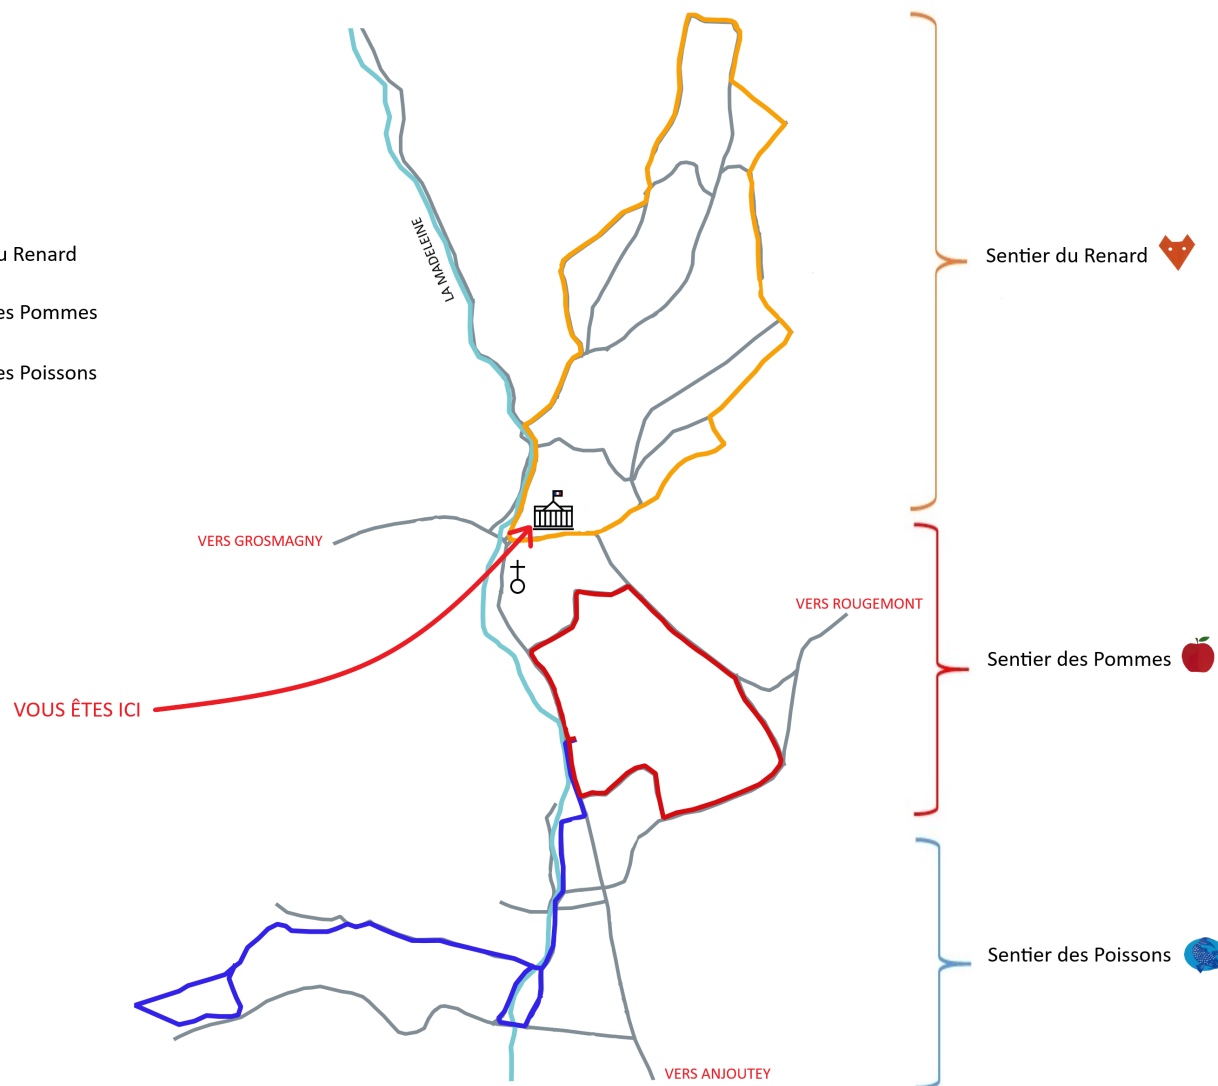 u Renard
es Pommes
es Poissons
LA MADELEINE
Sentier du Renard
VERS GROSMAGNY
VERS ROUGEMONT
Sentier des Pommes
VOUS ÊTES ICI
Sentier des Poissons
VERS ANJOUTEY